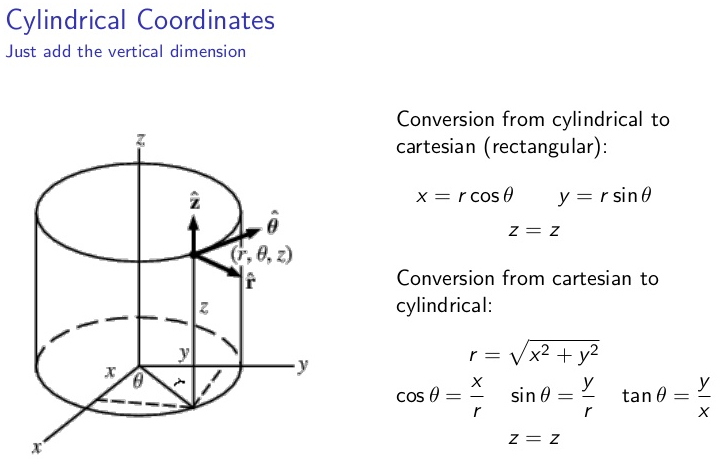 Cylindrical Coordinates
Just add the vertical dimension
z
ẑ
θ̂
(r, θ, z)
r̂
z
y
x
θ
r
y
x
Conversion from cylindrical to
cartesian (rectangular):
x = r cos θ    y = r sin θ
z = z
Conversion from cartesian to
cylindrical:
r = √(x² + y²)
cos θ = x/r    sin θ = y/r    tan θ = y/x
z = z